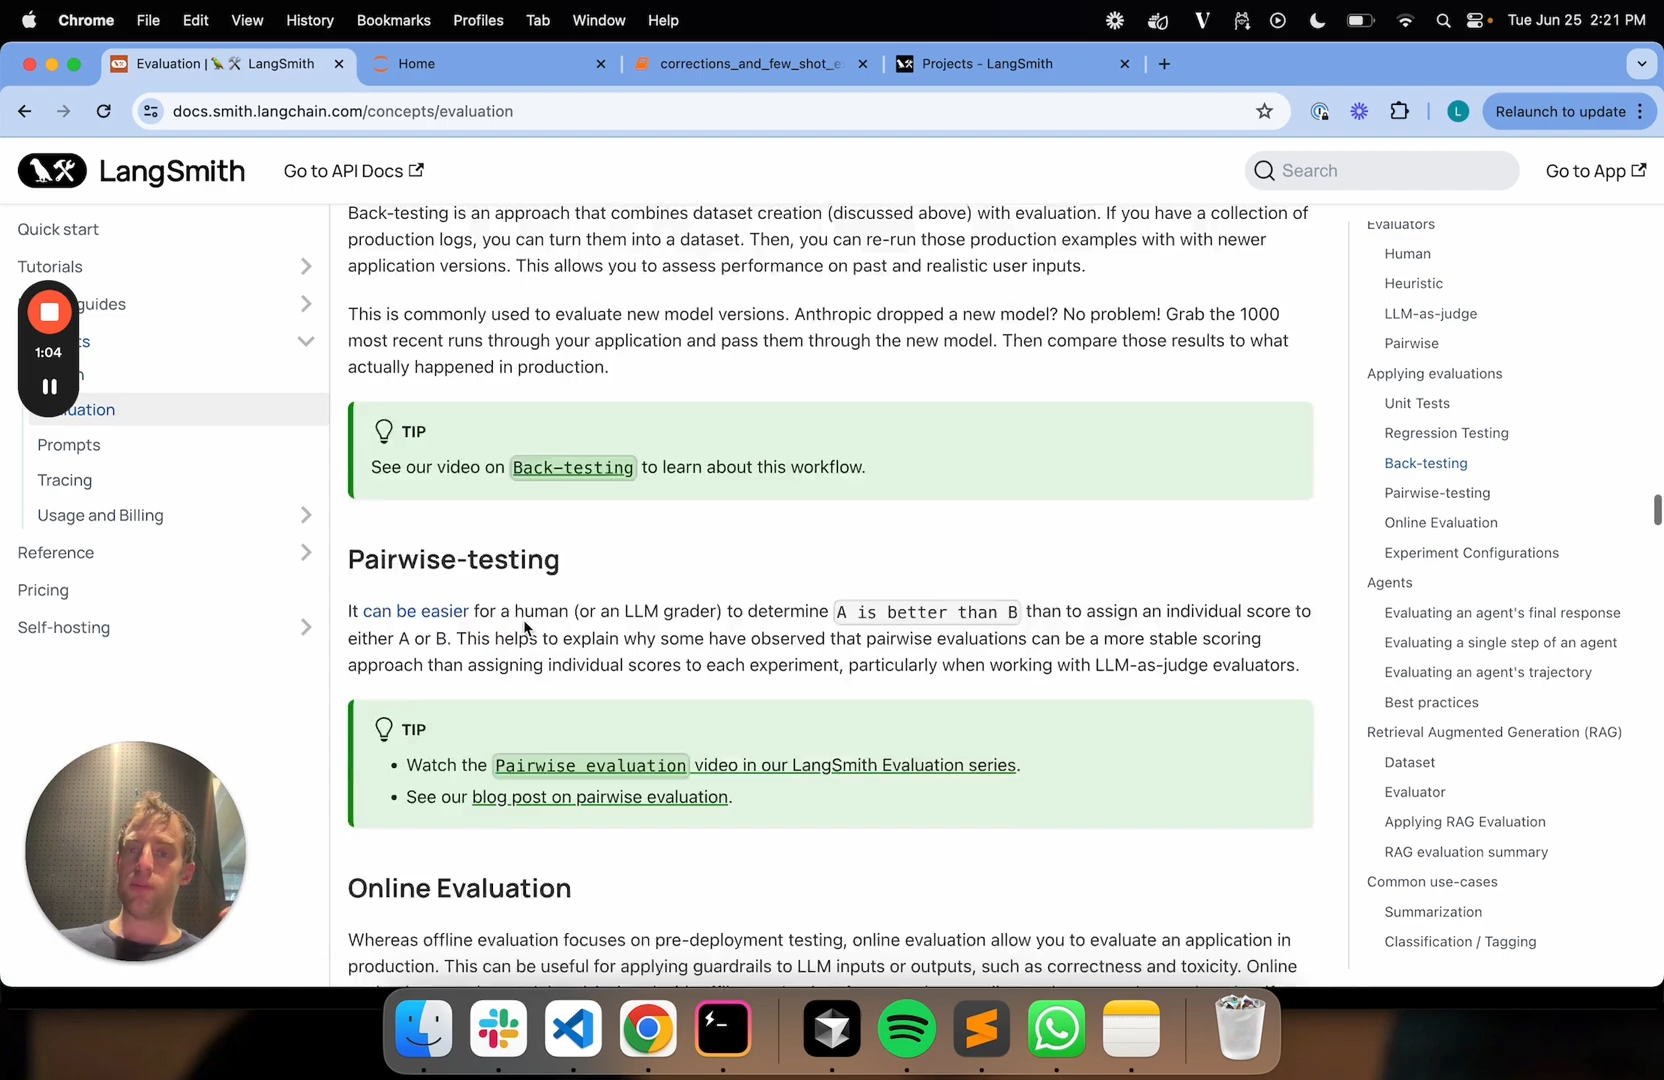 Chrome File Edit View History Bookmarks Profiles Tab Window Help
V
Tue Jun 25 2:21 PM
Evaluation | 🦜🛠️ LangSmith
Home
corrections_and_few_shot_e
Projects - LangSmith
docs.smith.langchain.com/concepts/evaluation
L
Relaunch to update
LangSmith
Go to API Docs
Search
Go to App
Quick start
Tutorials
guides
ts
n
uation
Prompts
Tracing
Usage and Billing
Reference
Pricing
Self-hosting
1:04
Back-testing is an approach that combines dataset creation (discussed above) with evaluation. If you have a collection of
production logs, you can turn them into a dataset. Then, you can re-run those production examples with with newer
application versions. This allows you to assess performance on past and realistic user inputs.
This is commonly used to evaluate new model versions. Anthropic dropped a new model? No problem! Grab the 1000
most recent runs through your application and pass them through the new model. Then compare those results to what
actually happened in production.
TIP
See our video on Back-testing to learn about this workflow.
Pairwise-testing
It can be easier for a human (or an LLM grader) to determine A is better than B than to assign an individual score to
either A or B. This helps to explain why some have observed that pairwise evaluations can be a more stable scoring
approach than assigning individual scores to each experiment, particularly when working with LLM-as-judge evaluators.
TIP
• Watch the Pairwise evaluation video in our LangSmith Evaluation series.
• See our blog post on pairwise evaluation.
Online Evaluation
Whereas offline evaluation focuses on pre-deployment testing, online evaluation allow you to evaluate an application in
production. This can be useful for applying guardrails to LLM inputs or outputs, such as correctness and toxicity. Online
Evaluators
Human
Heuristic
LLM-as-judge
Pairwise
Applying evaluations
Unit Tests
Regression Testing
Back-testing
Pairwise-testing
Online Evaluation
Experiment Configurations
Agents
Evaluating an agent's final response
Evaluating a single step of an agent
Evaluating an agent's trajectory
Best practices
Retrieval Augmented Generation (RAG)
Dataset
Evaluator
Applying RAG Evaluation
RAG evaluation summary
Common use-cases
Summarization
Classification / Tagging